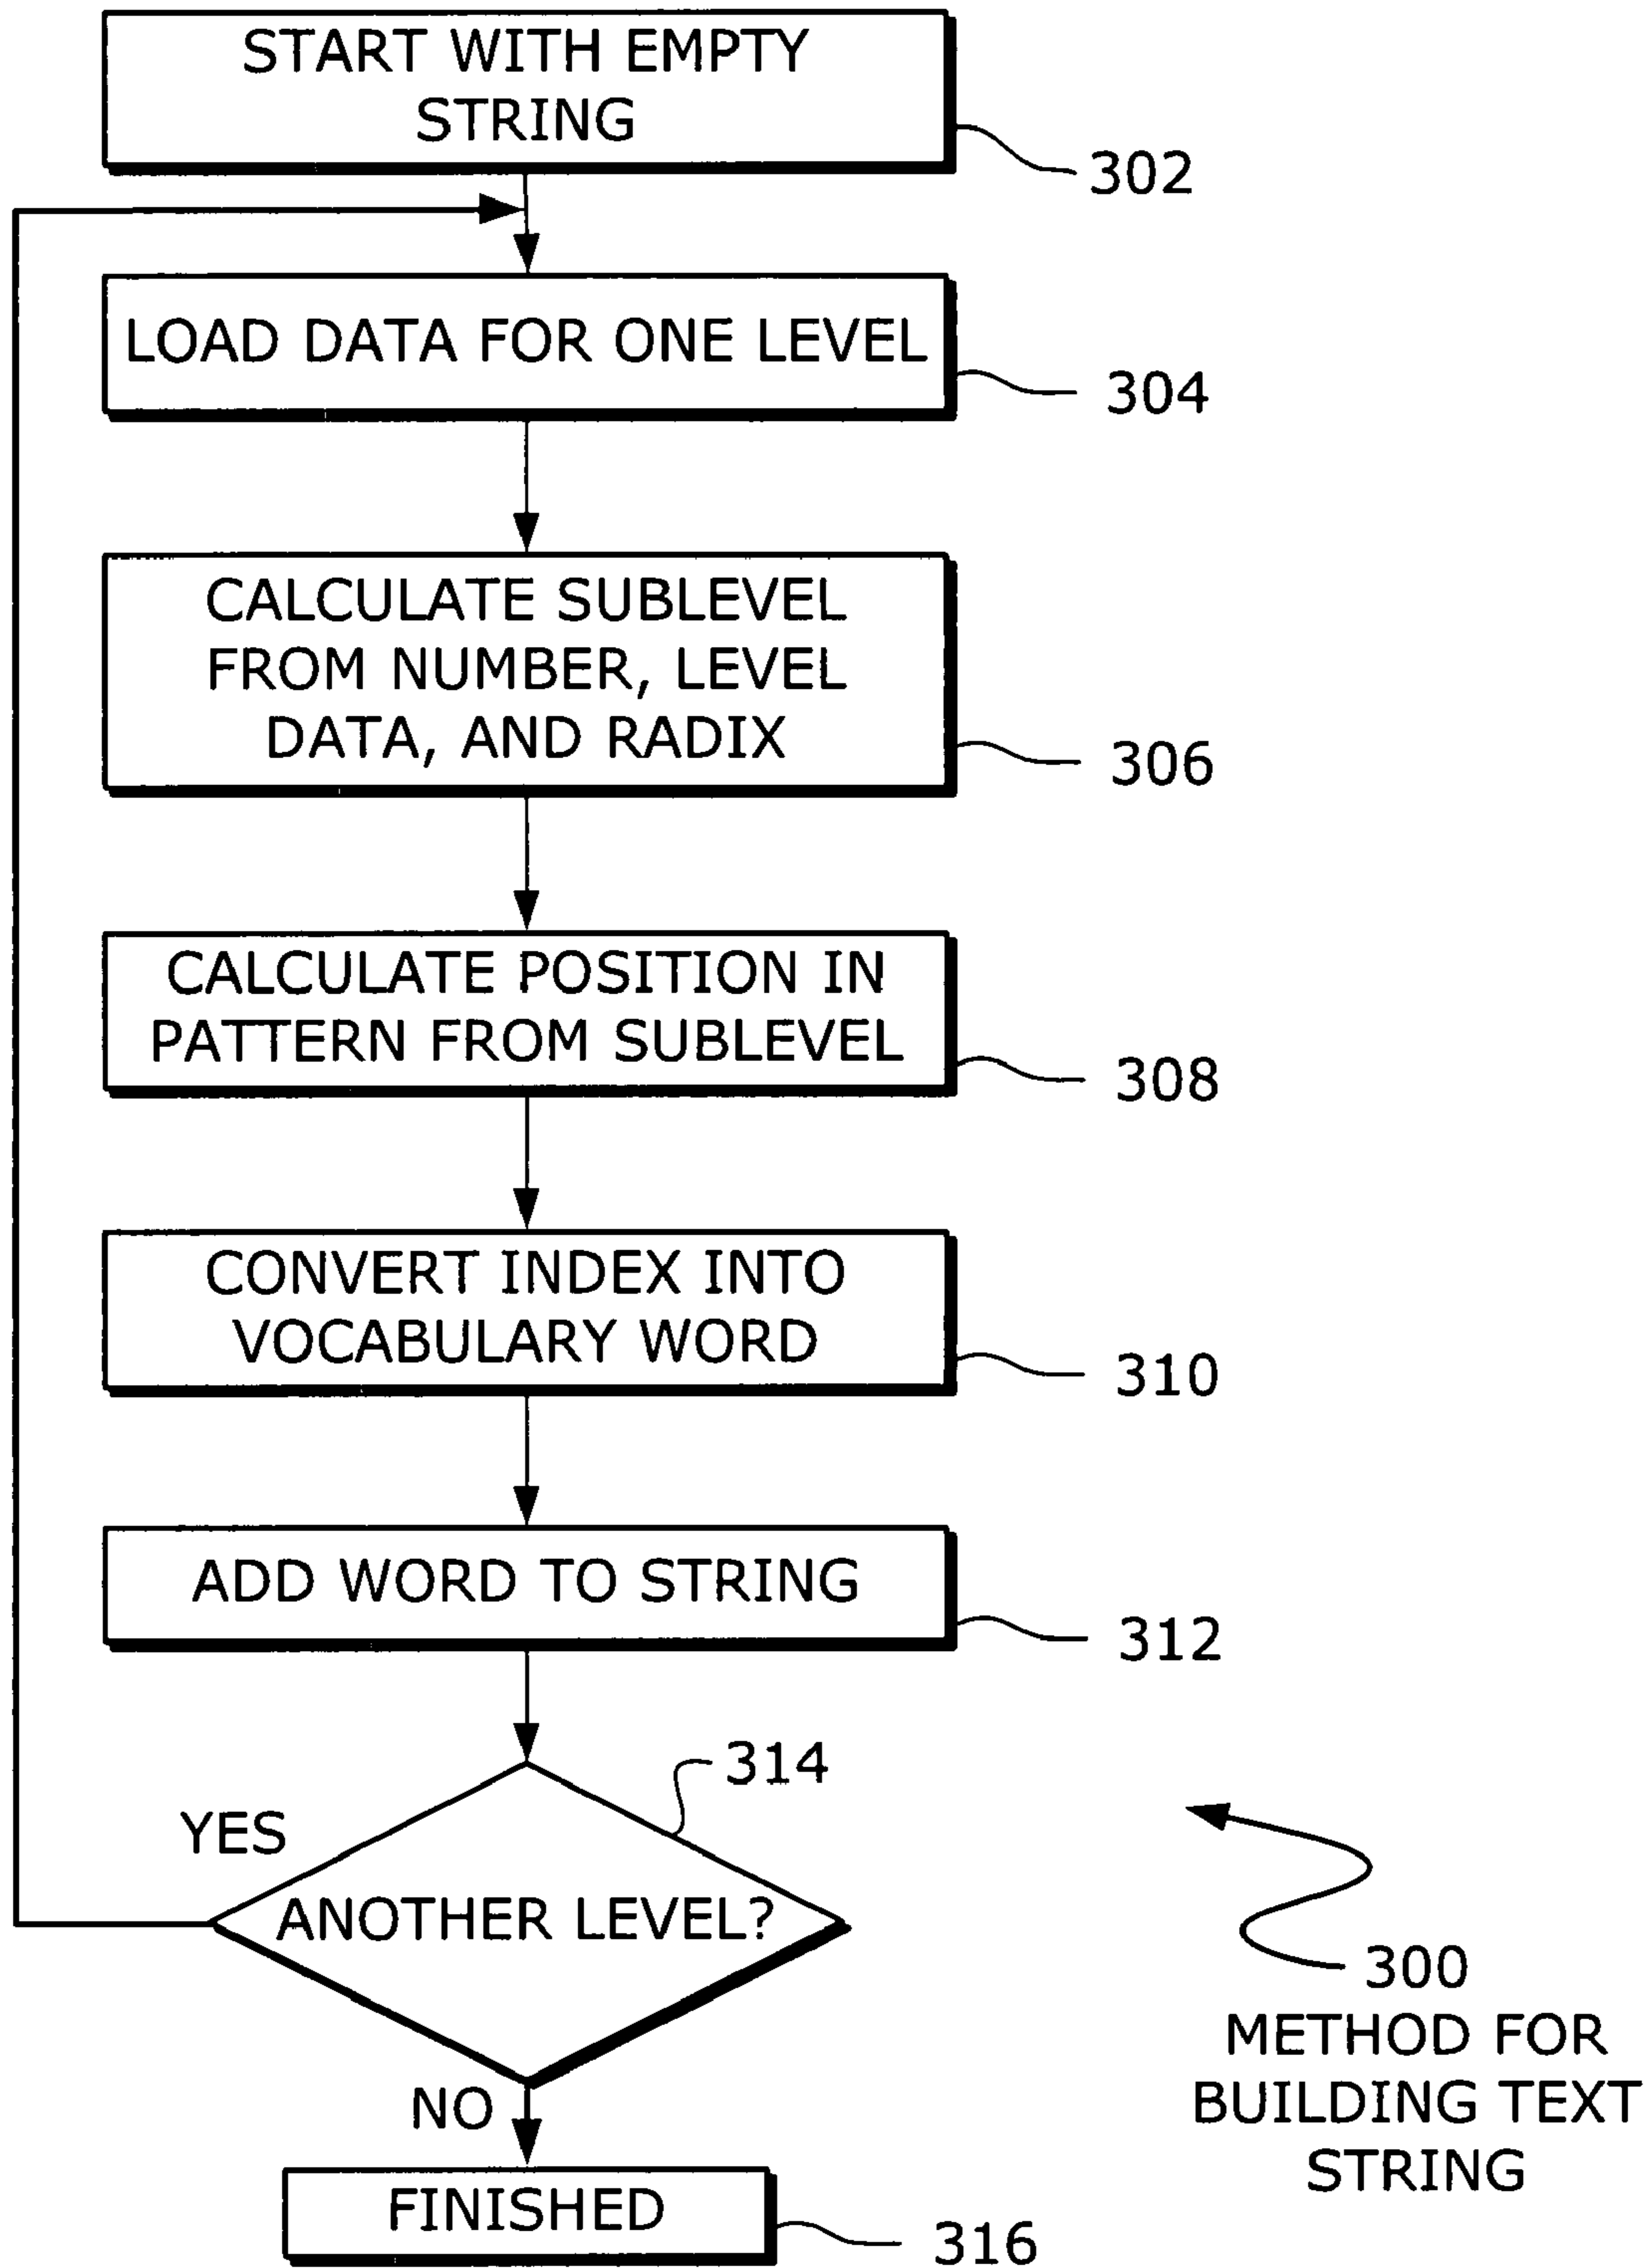 START WITH EMPTY
STRING
302
LOAD DATA FOR ONE LEVEL
304
CALCULATE SUBLEVEL
FROM NUMBER, LEVEL
DATA, AND RADIX
306
CALCULATE POSITION IN
PATTERN FROM SUBLEVEL
308
CONVERT INDEX INTO
VOCABULARY WORD
310
ADD WORD TO STRING
312
314
YES
ANOTHER LEVEL?
NO
300
METHOD FOR
BUILDING TEXT
STRING
FINISHED
316